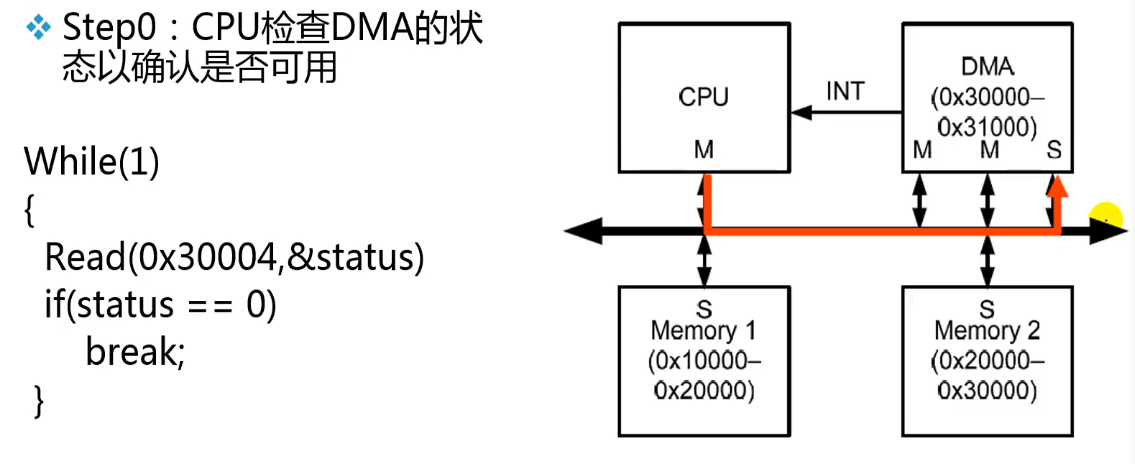 Step0：CPU检查DMA的状
态以确认是否可用
While(1)
{
Read(0x30004,&status)
if(status == 0)
break;
}
CPU
M
INT
DMA
(0x30000–
0x31000)
M M S
S
Memory 1
(0x10000–
0x20000)
S
Memory 2
(0x20000–
0x30000)